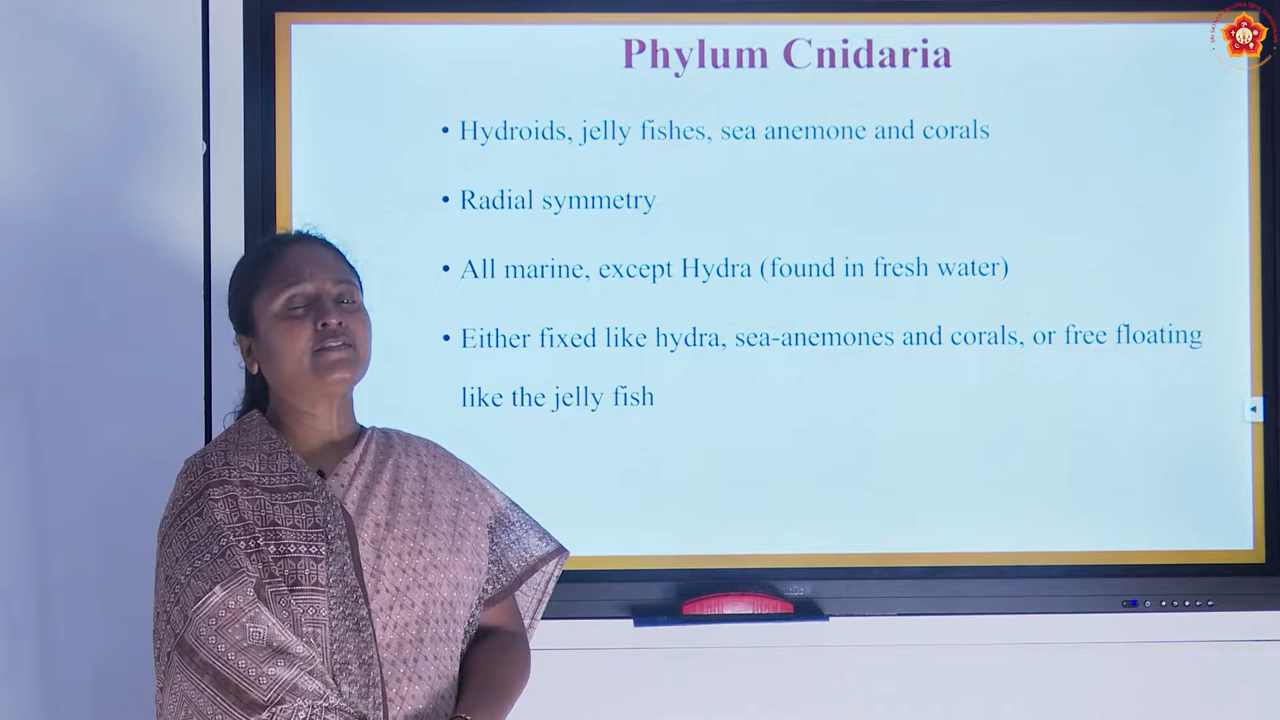 Phylum Cnidaria
• Hydroids, jelly fishes, sea anemone and corals
• Radial symmetry
• All marine, except Hydra (found in fresh water)
• Either fixed like hydra, sea-anemones and corals, or free floating
like the jelly fish